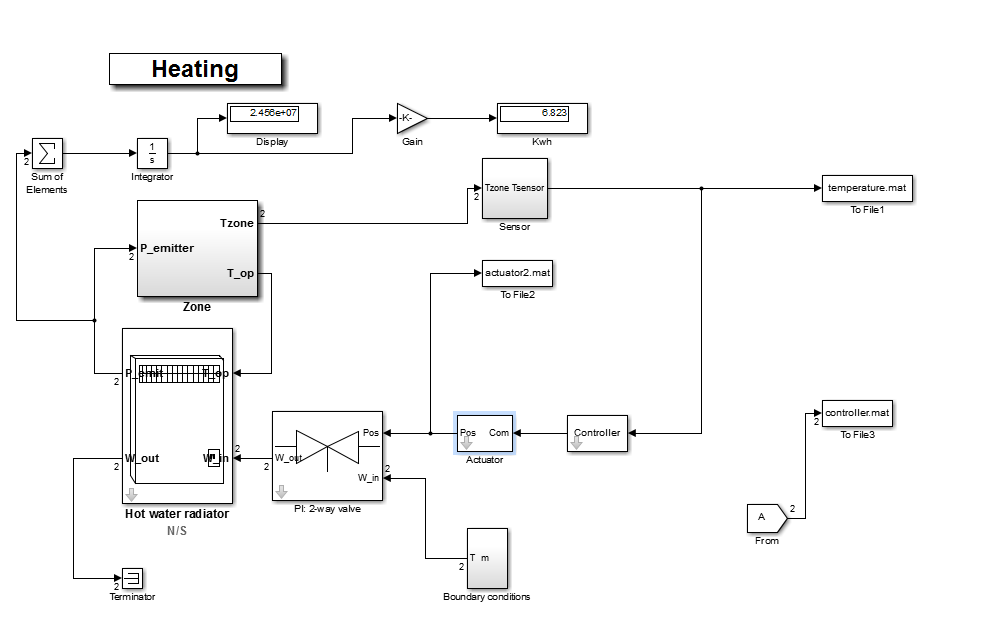 Heating
2.456e+07
Display
-K-
Gain
6.823
Kwh
2
Sum of
Elements
1
s
Integrator
Tzone Tsensor
2
Sensor
temperature.mat
To File1
Tzone
2
P_emitter
2
T_op
Zone
actuator2.mat
To File2
P_emit
T_op
2
W_out
W_in
2
2
Hot water radiator
N/S
Pos
W_out
2
W_in
2
PI: 2-way valve
Pos
Com
Actuator
Controller
controller.mat
2
To File3
A
2
From
T m
2
Boundary conditions
2
Terminator